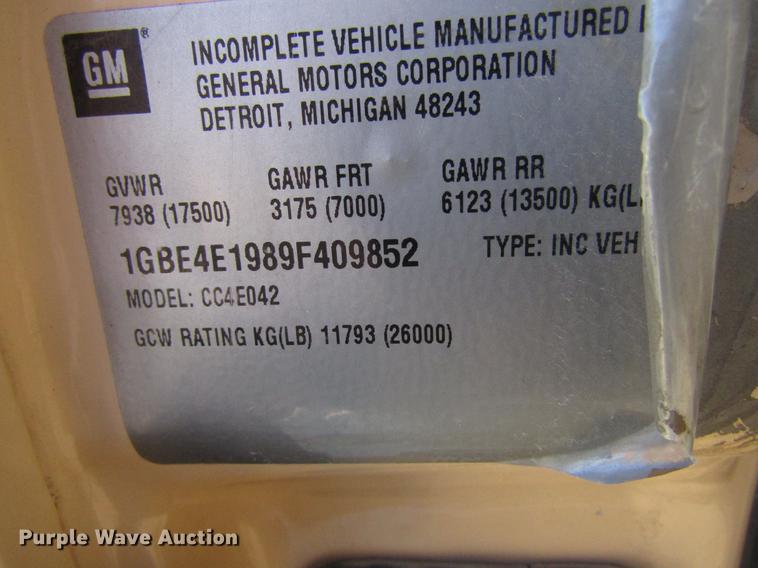 GM®
INCOMPLETE VEHICLE MANUFACTURED
GENERAL MOTORS CORPORATION
DETROIT, MICHIGAN 48243
GVWR GAWR FRT GAWR RR
7938 (17500) 3175 (7000) 6123 (13500) KG(L
1GBE4E1989F409852 TYPE: INC VEH
MODEL: CC4E042
GCW RATING KG(LB) 11793 (26000)
Purple Wave Auction